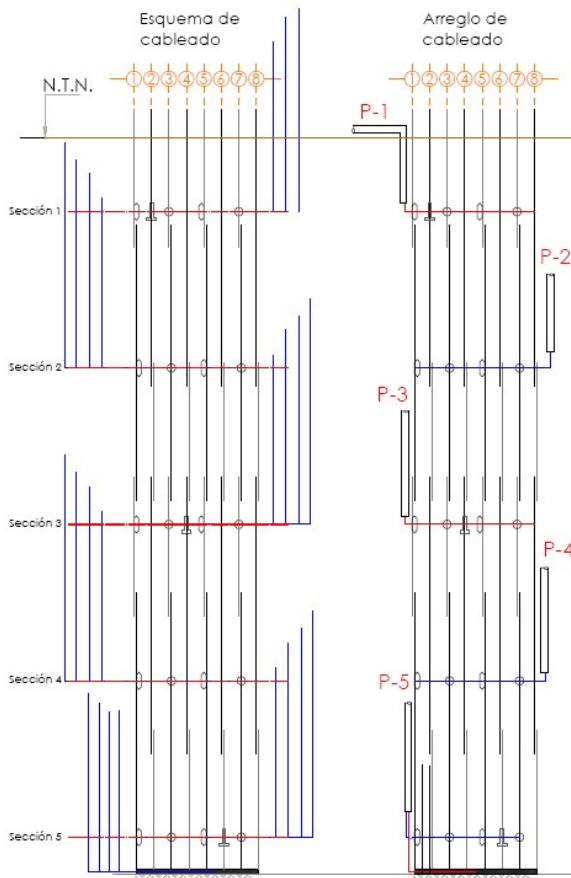 Esquema de
cableado
Arreglo de
cableado
1 2 3 4 5 6 7 8
1 2 3 4 5 6 7 8
N.T.N.
P-1
Sección 1
P-2
Sección 2
P-3
Sección 3
P-4
Sección 4
P-5
Sección 5